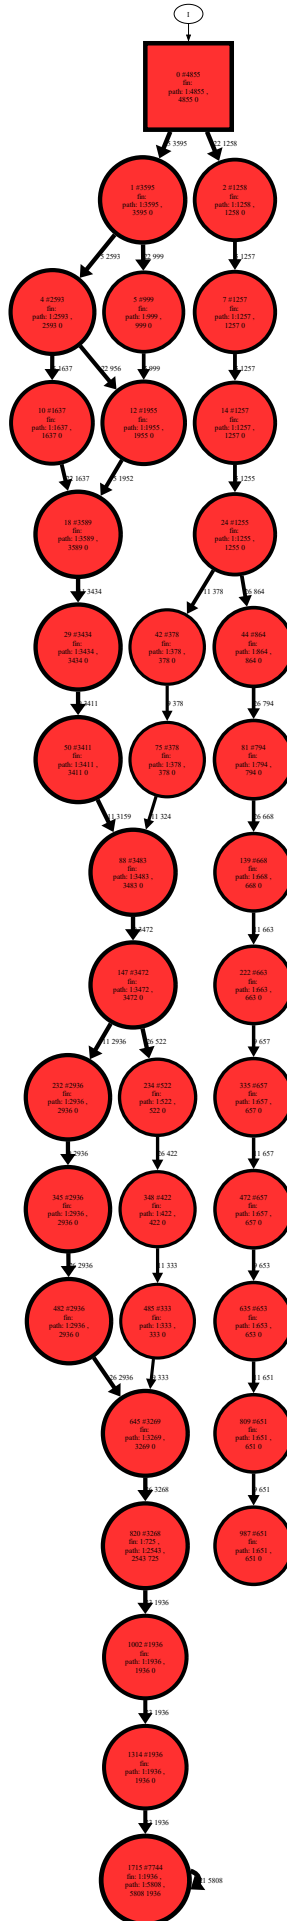 I
0 #4855
fin:
path: 1:4855 ,
4855 0
3595
22 1258
1 #3595
fin:
path: 1:3595 ,
3595 0
2 #1258
fin:
path: 1:1258 ,
1258 0
2593
999
1257
4 #2593
fin:
path: 1:2593 ,
2593 0
5 #999
fin:
path: 1:999 ,
999 0
7 #1257
fin:
path: 1:1257 ,
1257 0
1637
22 956
999
1257
10 #1637
fin:
path: 1:1637 ,
1637 0
12 #1955
fin:
path: 1:1955 ,
1955 0
14 #1257
fin:
path: 1:1257 ,
1257 0
1637
1952
1255
18 #3589
fin:
path: 1:3589 ,
3589 0
24 #1255
fin:
path: 1:1255 ,
1255 0
3434
11 378
26 864
29 #3434
fin:
path: 1:3434 ,
3434 0
42 #378
fin:
path: 1:378 ,
378 0
44 #864
fin:
path: 1:864 ,
864 0
3411
9 378
26 794
50 #3411
fin:
path: 1:3411 ,
3411 0
75 #378
fin:
path: 1:378 ,
378 0
81 #794
fin:
path: 1:794 ,
794 0
11 3159
11 324
26 668
88 #3483
fin:
path: 1:3483 ,
3483 0
139 #668
fin:
path: 1:668 ,
668 0
3472
11 663
147 #3472
fin:
path: 1:3472 ,
3472 0
222 #663
fin:
path: 1:663 ,
663 0
11 2936
26 522
9 657
232 #2936
fin:
path: 1:2936 ,
2936 0
234 #522
fin:
path: 1:522 ,
522 0
335 #657
fin:
path: 1:657 ,
657 0
2936
26 422
11 657
345 #2936
fin:
path: 1:2936 ,
2936 0
348 #422
fin:
path: 1:422 ,
422 0
472 #657
fin:
path: 1:657 ,
657 0
2936
11 333
9 653
482 #2936
fin:
path: 1:2936 ,
2936 0
485 #333
fin:
path: 1:333 ,
333 0
635 #653
fin:
path: 1:653 ,
653 0
26 2936
333
11 651
645 #3269
fin:
path: 1:3269 ,
3269 0
809 #651
fin:
path: 1:651 ,
651 0
3268
9 651
820 #3268
fin: 1:725 ,
path: 1:2543 ,
2543 725
987 #651
fin:
path: 1:651 ,
651 0
1936
1002 #1936
fin:
path: 1:1936 ,
1936 0
1936
1314 #1936
fin:
path: 1:1936 ,
1936 0
1936
1715 #7744
fin: 1:1936 ,
path: 1:5808 ,
5808 1936
5808